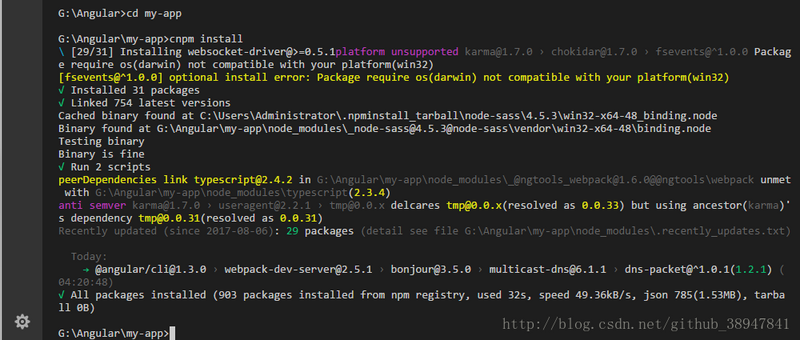 G:\Angular>cd my-app
G:\Angular\my-app>cnpm install
\ [29/31] Installing websocket-driver@>=0.5.1platform unsupported karma@1.7.0 › chokidar@1.7.0 › fsevents@^1.0.0 Packag
e require os(darwin) not compatible with your platform(win32)
[fsevents@^1.0.0] optional install error: Package require os(darwin) not compatible with your platform(win32)
√ Installed 31 packages
√ Linked 754 latest versions
Cached binary found at C:\Users\Administrator\.npminstall_tarball\node-sass\4.5.3\win32-x64-48_binding.node
Binary found at G:\Angular\my-app\node_modules\_node-sass@4.5.3@node-sass\vendor\win32-x64-48\binding.node
Testing binary
Binary is fine
√ Run 2 scripts
peerDependencies link typescript@2.4.2 in G:\Angular\my-app\node_modules\_@ngtools_webpack@1.6.0@@ngtools\webpack unmet
 with G:\Angular\my-app\node_modules\typescript(2.3.4)
anti semver karma@1.7.0 › useragent@2.2.1 › tmp@0.0.x delcares tmp@0.0.x(resolved as 0.0.33) but using ancestor(karma)'
s dependency tmp@0.0.31(resolved as 0.0.31)
Recently updated (since 2017-08-06): 29 packages (detail see file G:\Angular\my-app\node_modules\.recently_updates.txt)
Today:
→ @angular/cli@1.3.0 › webpack-dev-server@2.5.1 › bonjour@3.5.0 › multicast-dns@6.1.1 › dns-packet@^1.0.1(1.2.1) (
04:20:48)
√ All packages installed (903 packages installed from npm registry, used 32s, speed 49.36kB/s, json 785(1.53MB), tarba
ll 0B)
G:\Angular\my-app>
http://blog.csdn.net/github_38947841